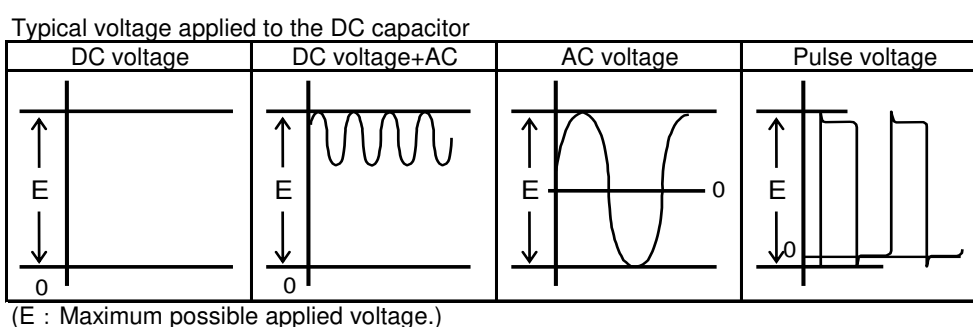 Typical voltage applied to the DC capacitor
DC voltage DC voltage+AC AC voltage Pulse voltage
E E E E
0 0
0 0
(E : Maximum possible applied voltage.)